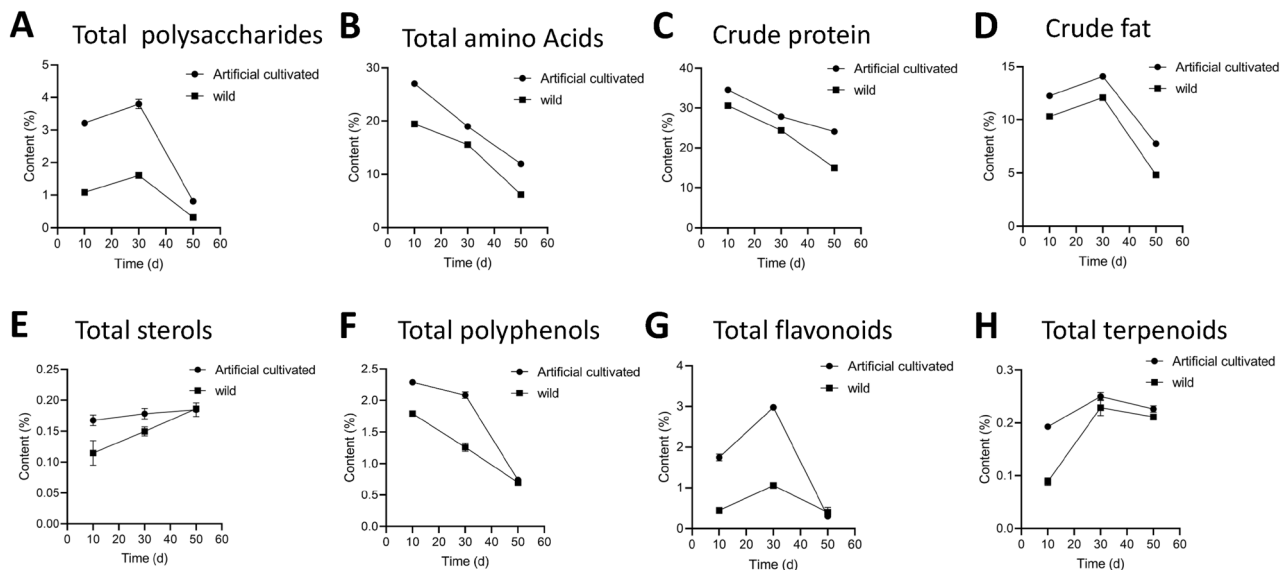 A Total polysaccharides
5
4
3
2
1
0
Content (%)
0 10 20 30 40 50 60
Time (d)
Artificial cultivated
wild
B Total amino Acids
30
20
10
0
Content (%)
0 10 20 30 40 50 60
Time (d)
Artificial cultivated
wild
C Crude protein
40
30
20
10
0
Content (%)
0 10 20 30 40 50 60
Time (d)
Artificial cultivated
wild
D Crude fat
15
10
5
0
Content (%)
0 10 20 30 40 50 60
Time (d)
Artificial cultivated
wild
E Total sterols
0.25
0.20
0.15
0.10
0.05
0.00
Content (%)
0 10 20 30 40 50 60
Time (d)
Artificial cultivated
wild
F Total polyphenols
2.5
2.0
1.5
1.0
0.5
0.0
Content (%)
0 10 20 30 40 50 60
Time (d)
Artificial cultivated
wild
G Total flavonoids
4
3
2
1
0
Content (%)
0 10 20 30 40 50 60
Time (d)
Artificial cultivated
wild
H Total terpenoids
0.3
0.2
0.1
0.0
Content (%)
0 10 20 30 40 50 60
Time (d)
Artificial cultivated
wild